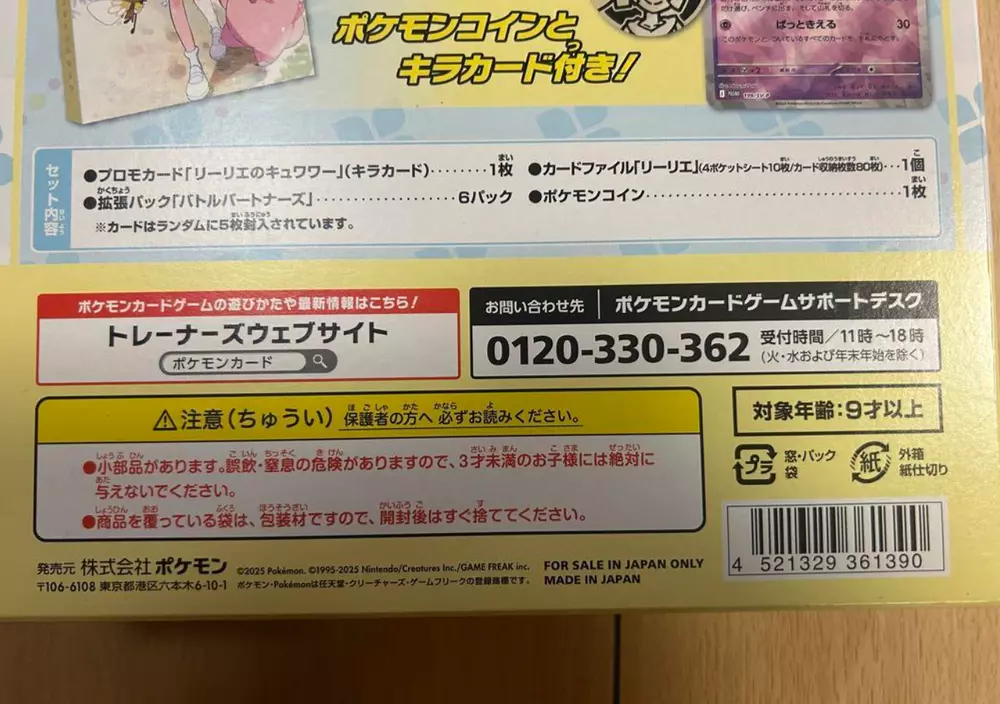 ポケモンコインと
キラカード付き!
ばっときえる 30
このポケモンと、ついているすべてのカードを、
セット内容
●プロモカード「リーリエのキュワワー」(キラカード)……1枚
●拡張パック「バトルパートナーズ」……6パック
※カードはランダムに5枚封入されています。
●カードファイル「リーリエ」(4ポケットシート10枚/カード収納枚数80枚)…1個
●ポケモンコイン……1枚
ポケモンカードゲームの遊びかたや最新情報はこちら!
トレーナーズウェブサイト
ポケモンカード
お問い合わせ先 ポケモンカードゲームサポートデスク
0120-330-362 受付時間/11時~18時
(火・水および年末年始を除く)
⚠注意(ちゅうい) 保護者の方へ 必ずお読みください。
●小部品があります。誤飲・窒息の危険がありますので、3才未満のお子様には絶対に
与えないでください。
●商品を覆っている袋は、包装材ですので、開封後はすぐ捨ててください。
対象年齢:9才以上
プラ 窓・パック
袋
紙 外箱
紙仕切り
発売元 株式会社ポケモン
〒106-6108 東京都港区六本木6-10-1
©2025 Pokémon. ©1995-2025 Nintendo/Creatures Inc./GAME FREAK inc.
ポケモン・Pokémonは任天堂・クリーチャーズ・ゲームフリークの登録商標です。
FOR SALE IN JAPAN ONLY
MADE IN JAPAN
4 521329 361390